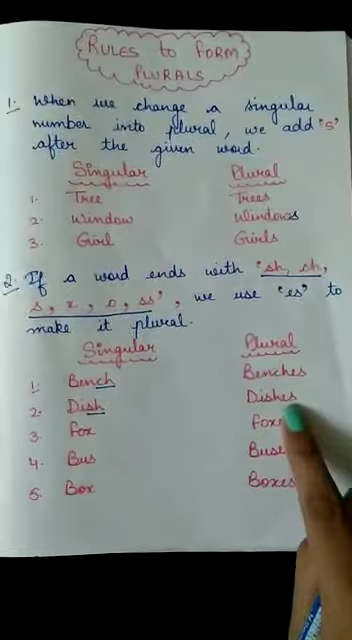 RULES TO FORM
PLURALS
1. When we change a singular
number into plural, we add 's'
after the given word.
Singular Plural
1. Tree Trees
2. Window Windows
3. Girl Girls
2. If a word ends with 'sh, ch,
s, x, o, ss', we use 'es' to
make it plural.
Singular Plural
1. Bench Benches
2. Dish Dishes
3. Fox
4. Bus
5. Box Boxes